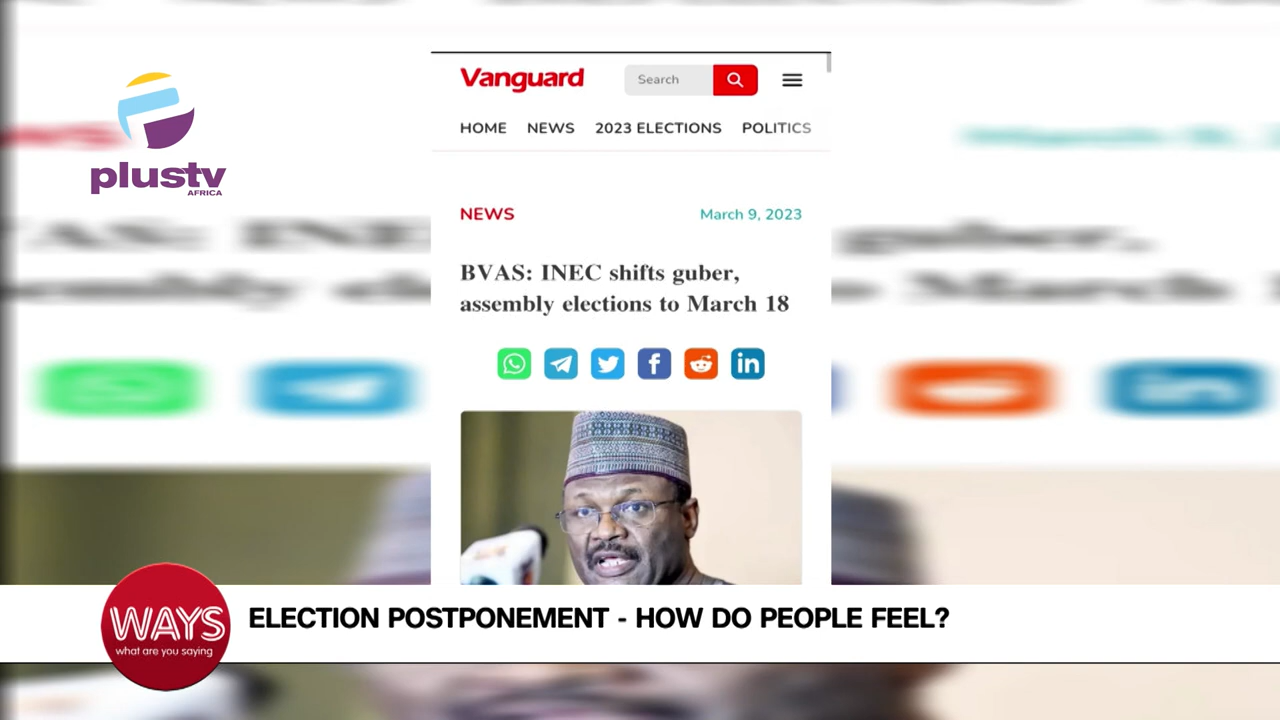 plustv
AFRICA
Vanguard
Search
HOME NEWS 2023 ELECTIONS POLITICS
NEWS
March 9, 2023
BVAS: INEC shifts guber,
assembly elections to March 18
WAYS
what are you saying
ELECTION POSTPONEMENT - HOW DO PEOPLE FEEL?